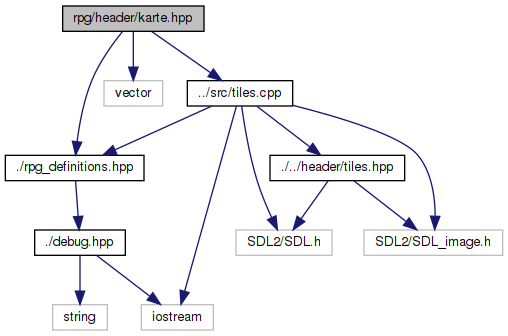 rpg/header/karte.hpp
vector
../src/tiles.cpp
./rpg_definitions.hpp
./../header/tiles.hpp
./debug.hpp
SDL2/SDL.h
SDL2/SDL_image.h
string
iostream